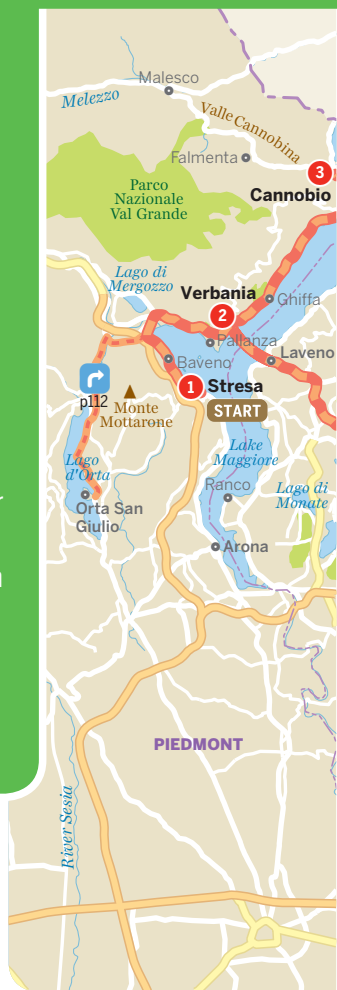 Malesco
Melezzo
Valle Cannobina
Falmenta
3
Cannobio
Parco
Nazionale
Val Grande
Lago di
Mergozzo
Verbania
2
Ghiffa
Pallanza
Laveno
Baveno
1 Stresa
START
p112
Monte
Mottarone
Lake
Maggiore
Lago
d'Orta
Ranco
Lago di
Monate
Orta San
Giulio
Arona
PIEDMONT
River Sesia